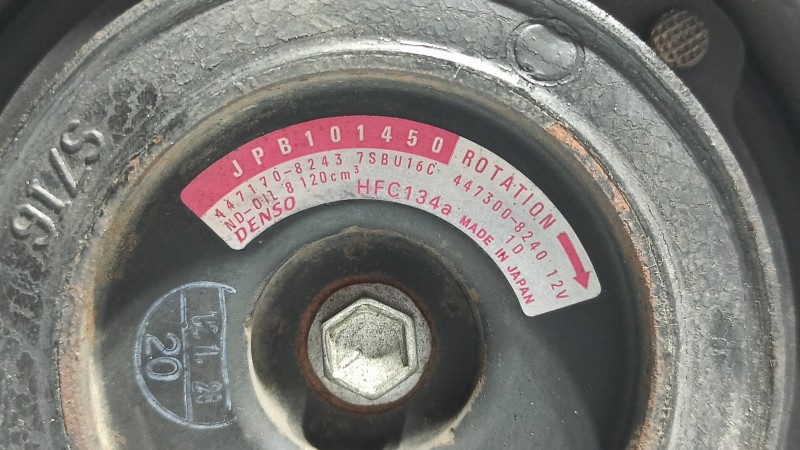 JPB101450
ROTATION
447170-8243 7SBU16C 447300-8240 12V
ND-OIL 8 120cm³ HFC134a 10
DENSO
MADE IN JAPAN
S716
20